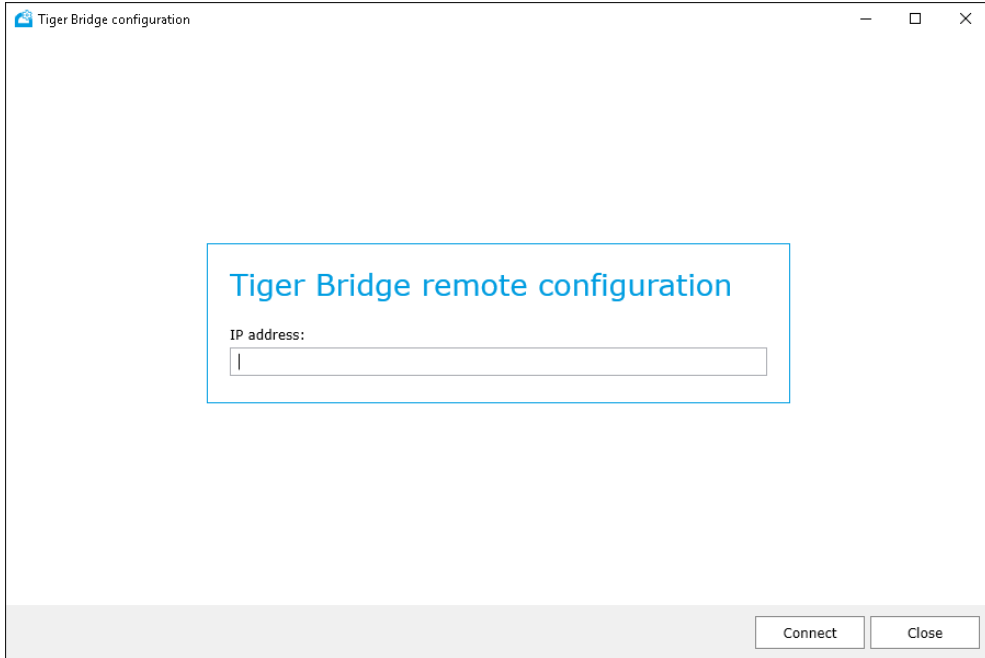 Tiger Bridge configuration
Tiger Bridge remote configuration
IP address:
Connect Close